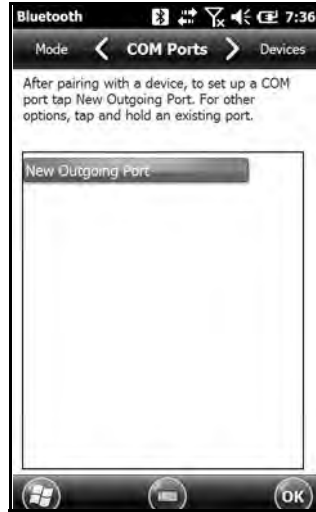 Bluetooth 7:36
Mode COM Ports Devices
After pairing with a device, to set up a COM
port tap New Outgoing Port. For other
options, tap and hold an existing port.
New Outgoing Port
OK